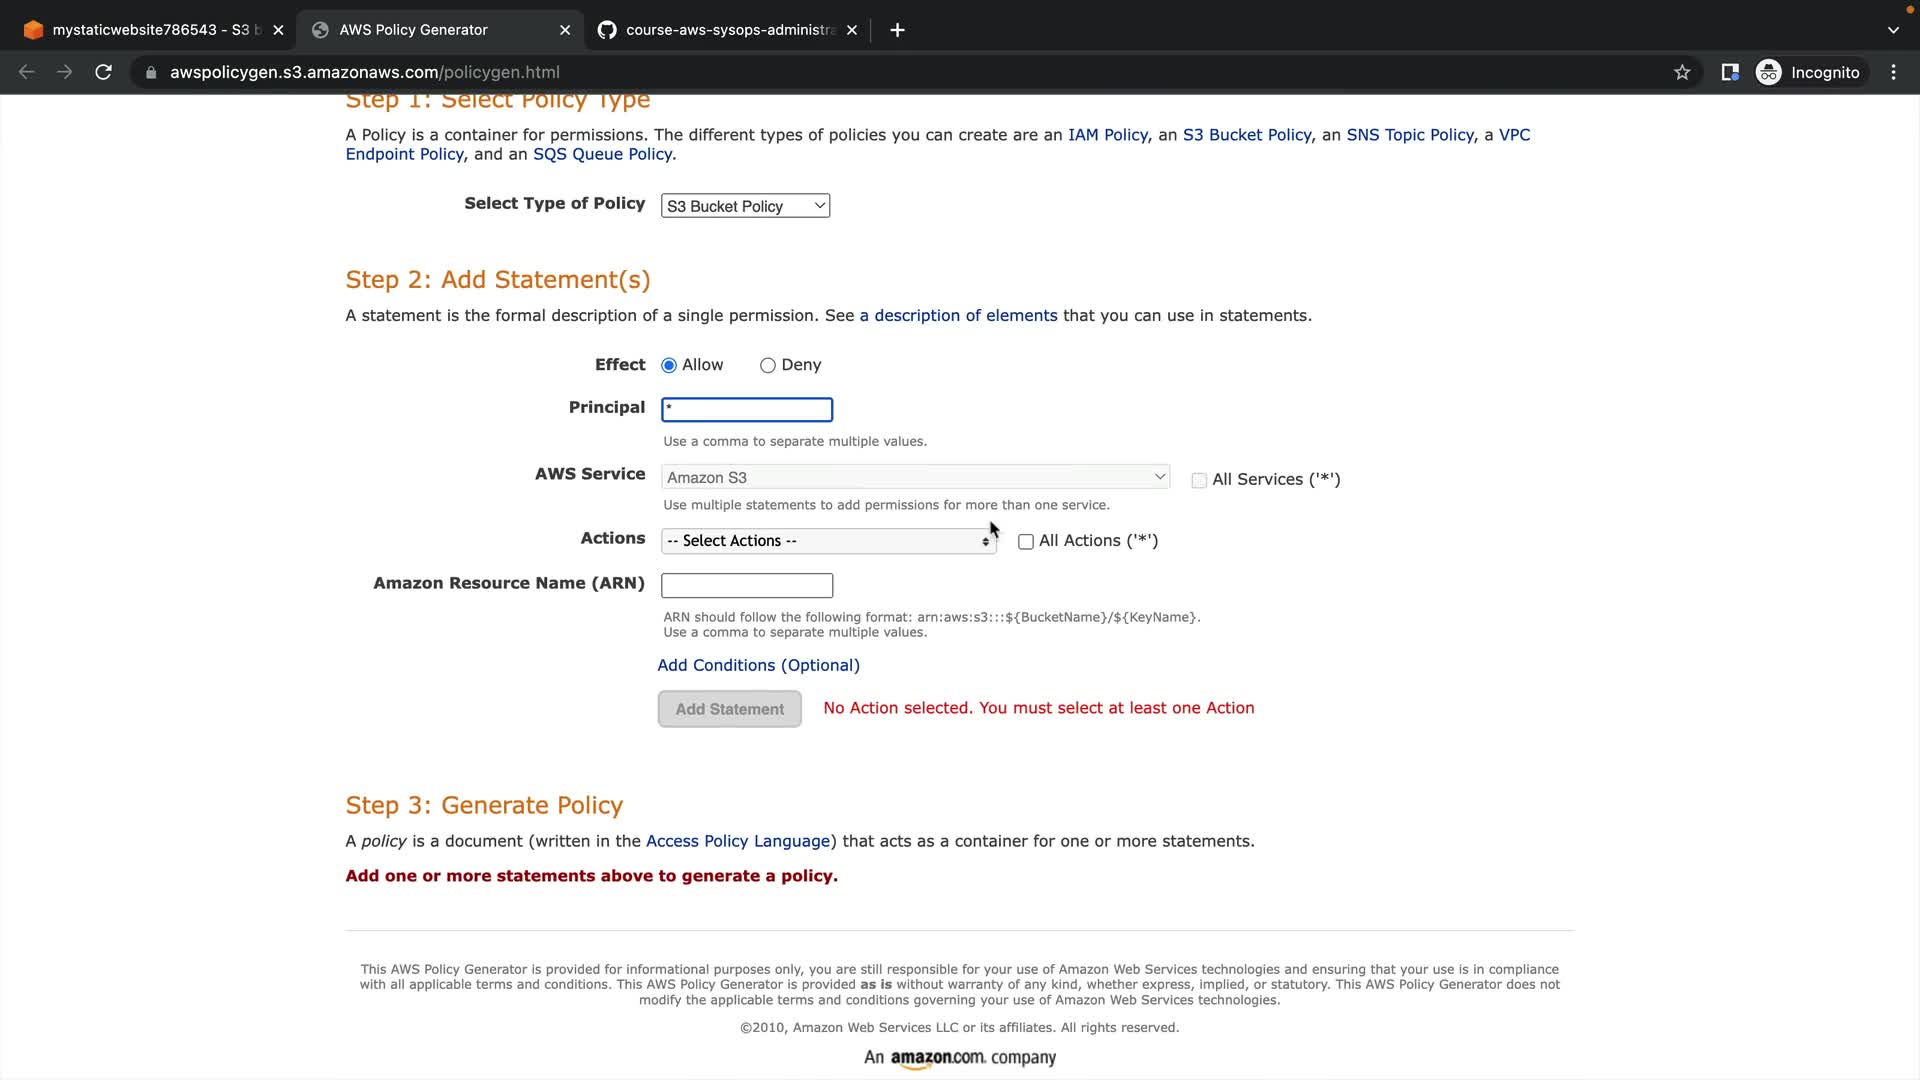 mystaticwebsite786543 - S3 b
AWS Policy Generator
course-aws-sysops-administra
awspolicygen.s3.amazonaws.com/policygen.html
Incognito
Step 1: Select Policy Type
A Policy is a container for permissions. The different types of policies you can create are an IAM Policy, an S3 Bucket Policy, an SNS Topic Policy, a VPC
Endpoint Policy, and an SQS Queue Policy.
Select Type of Policy S3 Bucket Policy
Step 2: Add Statement(s)
A statement is the formal description of a single permission. See a description of elements that you can use in statements.
Effect Allow Deny
Principal *
Use a comma to separate multiple values.
AWS Service Amazon S3 All Services ('*')
Use multiple statements to add permissions for more than one service.
Actions -- Select Actions -- All Actions ('*')
Amazon Resource Name (ARN)
ARN should follow the following format: arn:aws:s3:::${BucketName}/${KeyName}.
Use a comma to separate multiple values.
Add Conditions (Optional)
Add Statement No Action selected. You must select at least one Action
Step 3: Generate Policy
A policy is a document (written in the Access Policy Language) that acts as a container for one or more statements.
Add one or more statements above to generate a policy.
This AWS Policy Generator is provided for informational purposes only, you are still responsible for your use of Amazon Web Services technologies and ensuring that your use is in compliance
with all applicable terms and conditions. This AWS Policy Generator is provided as is without warranty of any kind, whether express, implied, or statutory. This AWS Policy Generator does not
modify the applicable terms and conditions governing your use of Amazon Web Services technologies.
©2010, Amazon Web Services LLC or its affiliates. All rights reserved.
An amazon.com. company